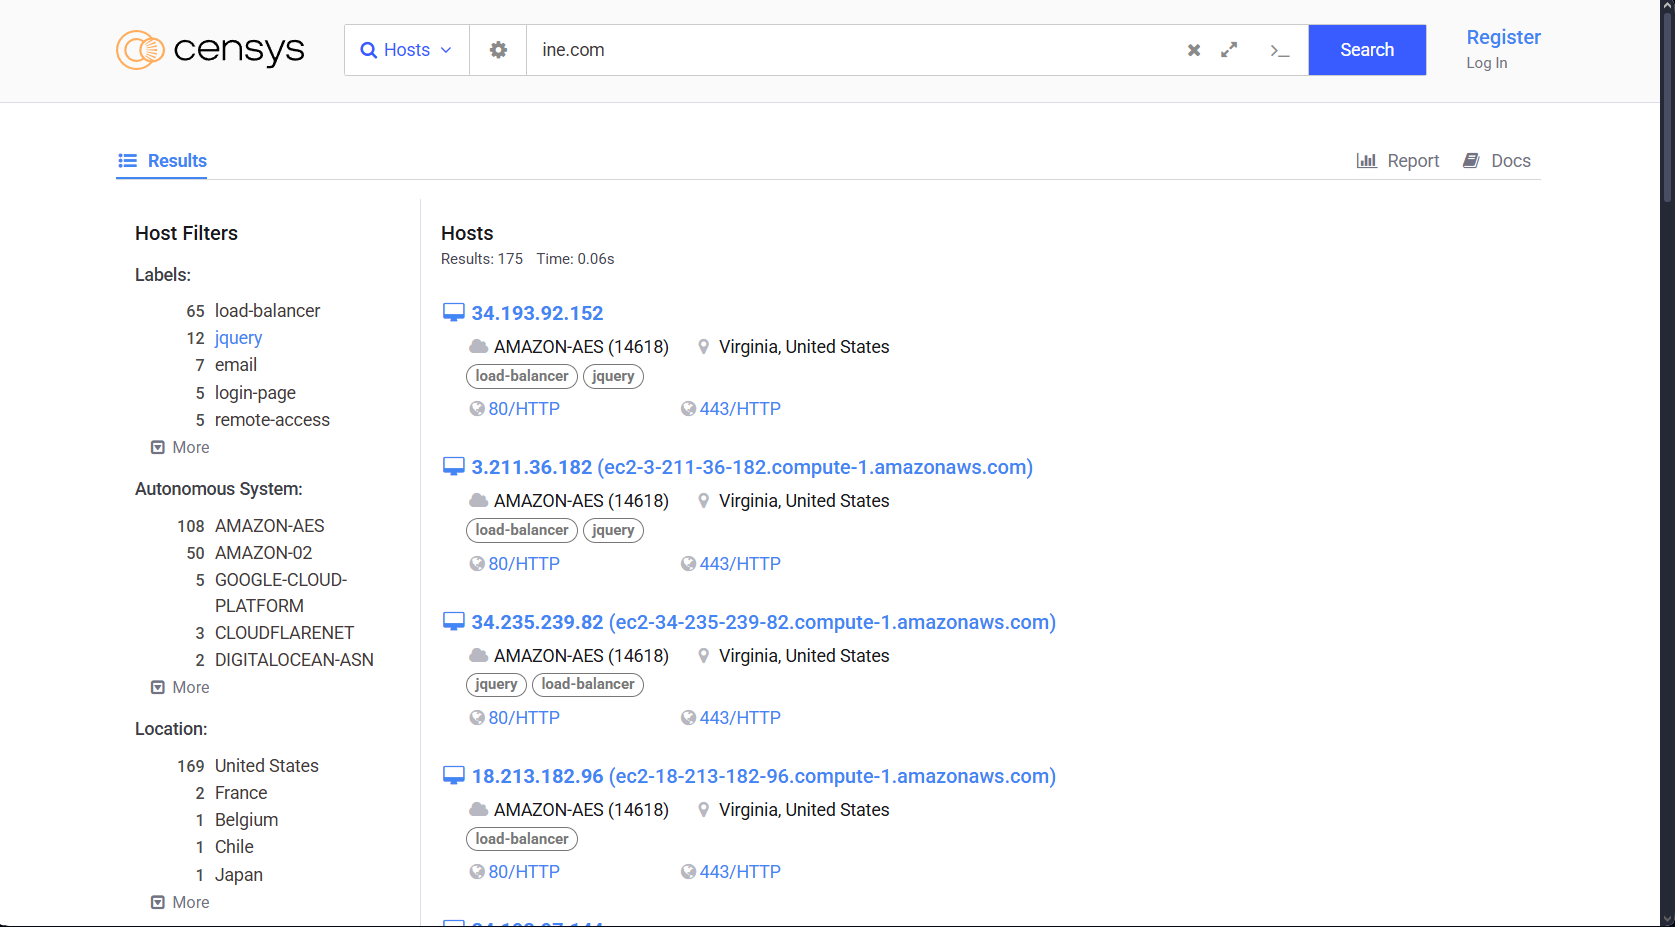 censys
Hosts
ine.com
>_
Search
Register
Log In
Results
Report
Docs
Host Filters
Labels:
65 load-balancer
12 jquery
7 email
5 login-page
5 remote-access
More
Autonomous System:
108 AMAZON-AES
50 AMAZON-02
5 GOOGLE-CLOUD-
PLATFORM
3 CLOUDFLARENET
2 DIGITALOCEAN-ASN
More
Location:
169 United States
2 France
1 Belgium
1 Chile
1 Japan
More
Hosts
Results: 175 Time: 0.06s
34.193.92.152
AMAZON-AES (14618) Virginia, United States
load-balancer jquery
80/HTTP 443/HTTP
3.211.36.182 (ec2-3-211-36-182.compute-1.amazonaws.com)
AMAZON-AES (14618) Virginia, United States
load-balancer jquery
80/HTTP 443/HTTP
34.235.239.82 (ec2-34-235-239-82.compute-1.amazonaws.com)
AMAZON-AES (14618) Virginia, United States
jquery load-balancer
80/HTTP 443/HTTP
18.213.182.96 (ec2-18-213-182-96.compute-1.amazonaws.com)
AMAZON-AES (14618) Virginia, United States
load-balancer
80/HTTP 443/HTTP